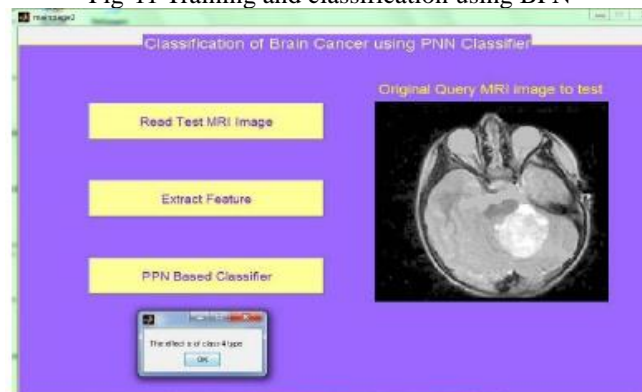 Fig 11 Training and classification using BPN
mainpage2
Classification of Brain Cancer using PNN Classifier
Original Query MRI image to test
Read Test MRI Image
Extract Feature
PPN Based Classifier
The effect is of class 4 type
OK